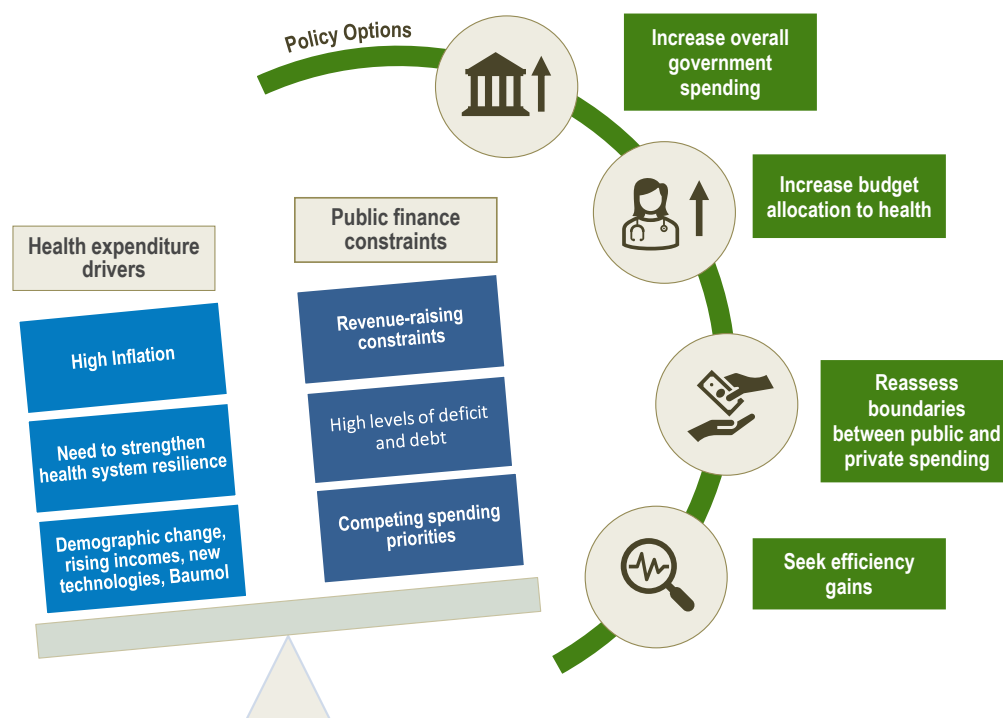 Policy Options
Increase overall
government
spending
Increase budget
allocation to health
Reassess
boundaries
between public and
private spending
Seek efficiency
gains
Health expenditure
drivers
High Inflation
Need to strengthen
health system resilience
Demographic change,
rising incomes, new
technologies, Baumol
Public finance
constraints
Revenue-raising
constraints
High levels of deficit
and debt
Competing spending
priorities